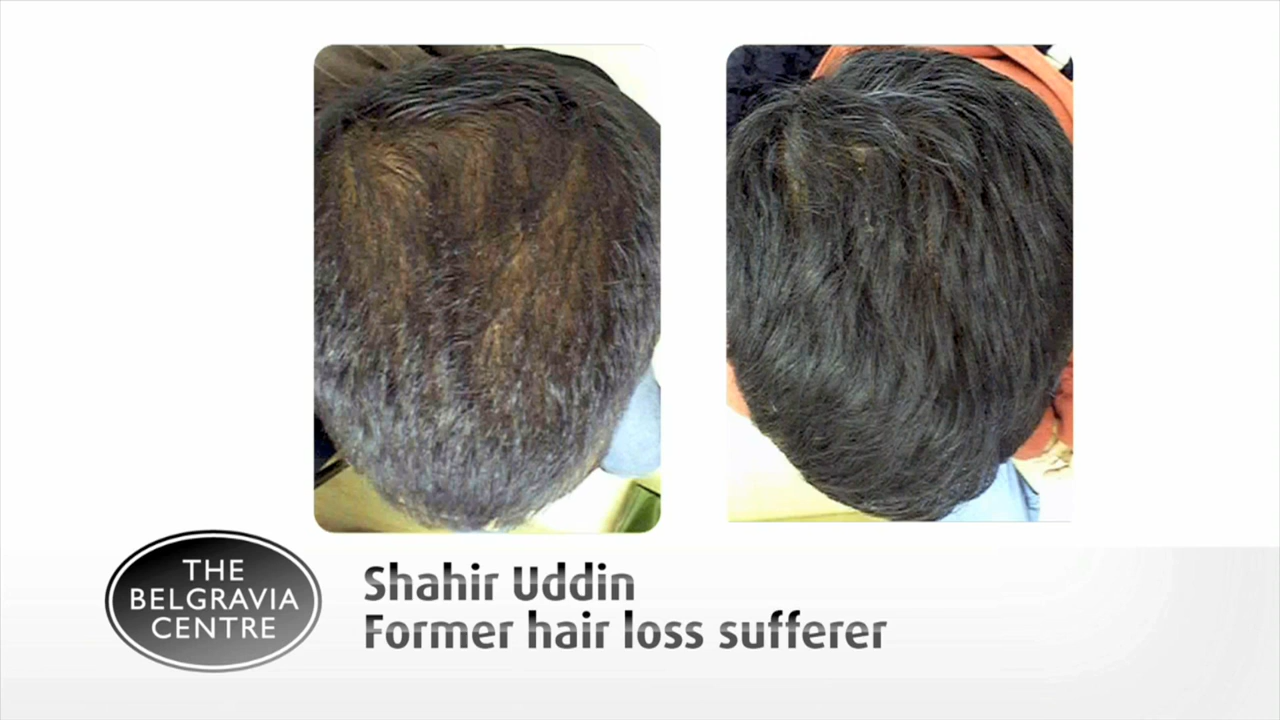 THE
BELGRAVIA
CENTRE
Shahir Uddin
Former hair loss sufferer